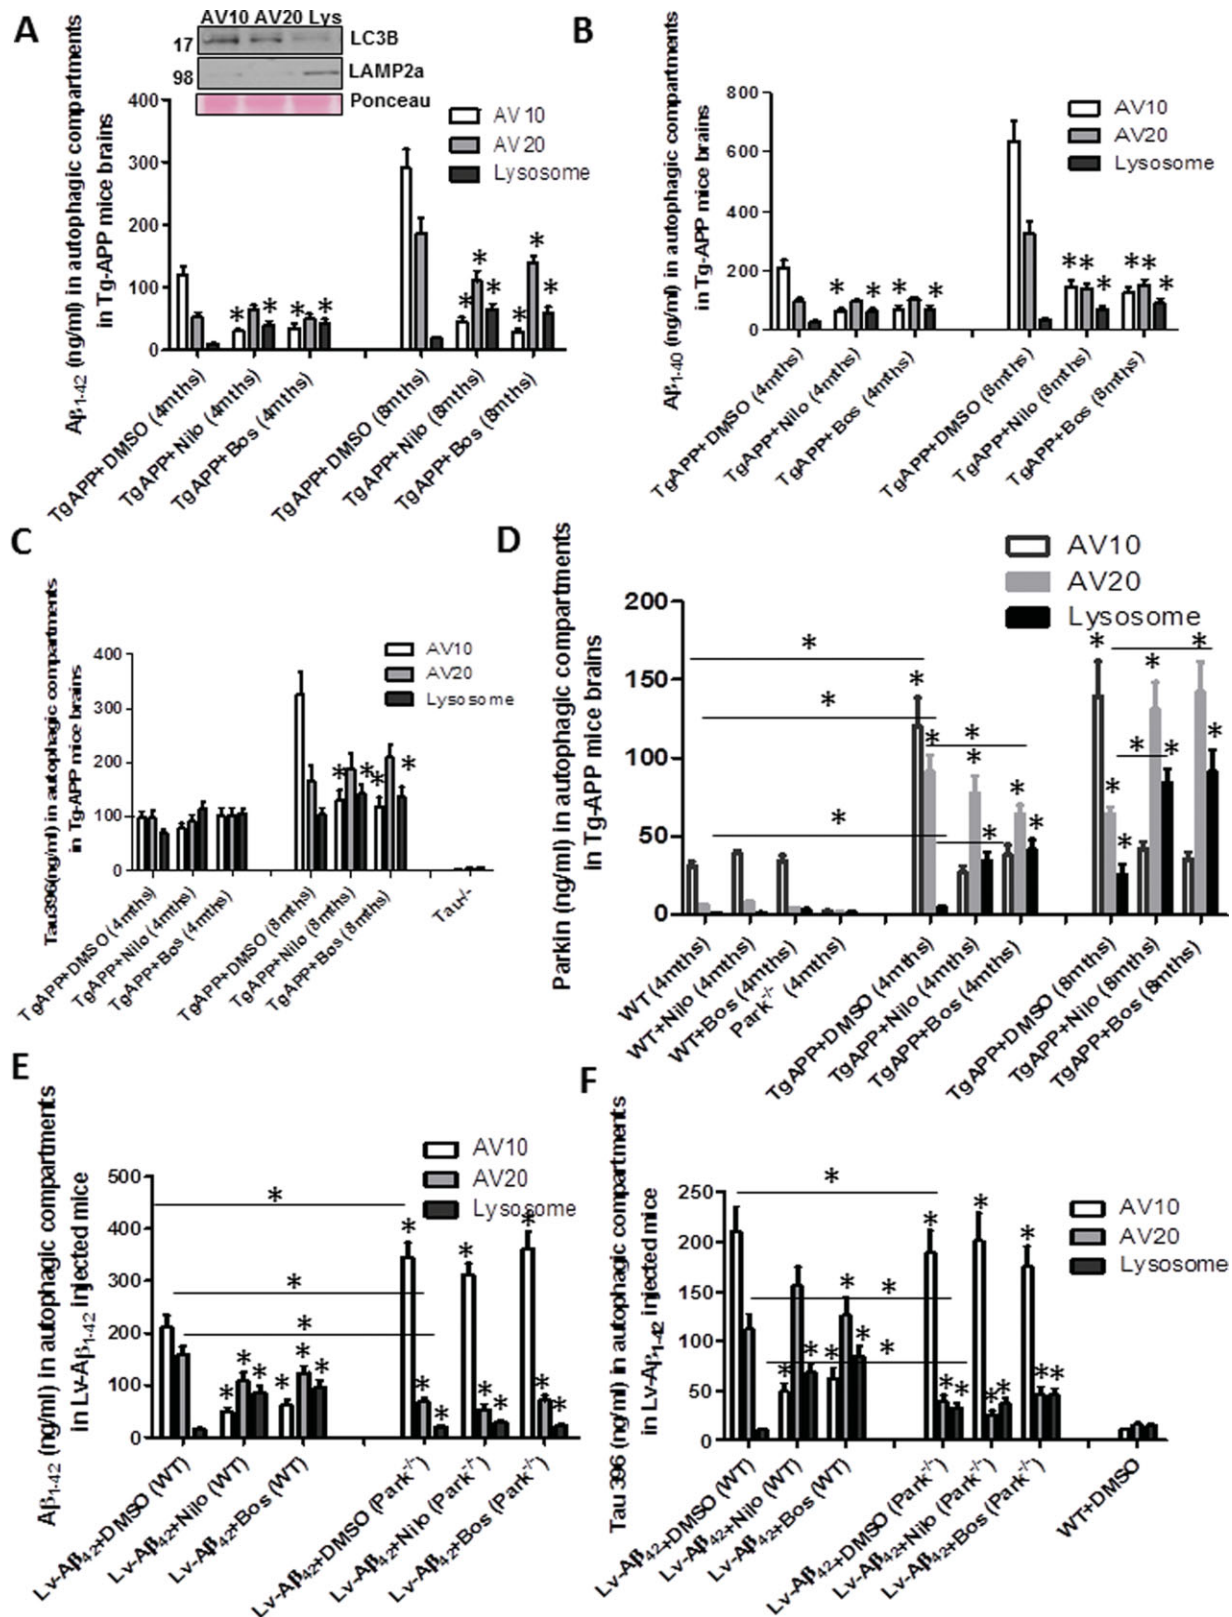 A
AV10 AV20 Lys
17 LC3B
98 LAMP2a
Ponceau
Aβ1-42 (ng/ml) in autophagic compartments
in Tg-APP mice brains
400
300
200
100
0
AV 10
AV 20
Lysosome
* * * * * * * * * *
TgAPP+DMSO (4mths)
TgAPP+Nilo (4mths)
TgAPP+Bos (4mths)
TgAPP+DMSO (8mths)
TgAPP+Nilo (8mths)
TgAPP+Bos (8mths)
B
Aβ1-40 (ng/ml) in autophagic compartments
in Tg-APP mice brains
800
600
400
200
0
AV10
AV20
Lysosome
* * * * ** * ** *
TgAPP+DMSO (4mths)
TgAPP+Nilo (4mths)
TgAPP+Bos (4mths)
TgAPP+DMSO (8mths)
TgAPP+Nilo (8mths)
TgAPP+Bos (8mths)
C
Tau396(ng/ml) in autophagic compartments
in Tg-APP mice brains
400
300
200
100
0
AV10
AV20
Lysosome
* * * *
TgAPP+DMSO (4mths)
TgAPP+Nilo (4mths)
TgAPP+Bos (4mths)
TgAPP+DMSO (8mths)
TgAPP+Nilo (8mths)
TgAPP+Bos (8mths)
Tau-/-
D
Parkin (ng/ml) in autophagic compartments
in Tg-APP mice brains
200
150
100
50
0
AV10
AV20
Lysosome
* * * * * * * * * * * * * * * * * *
WT (4mths)
WT+Nilo (4mths)
WT+Bos (4mths)
Park-/- (4mths)
TgAPP+DMSO (4mths)
TgAPP+Nilo (4mths)
TgAPP+Bos (4mths)
TgAPP+DMSO (8mths)
TgAPP+Nilo (8mths)
TgAPP+Bos (8mths)
E
Aβ1-42 (ng/ml) in autophagic compartments
in Lv-Aβ1-42 injected mice
500
400
300
200
100
0
AV10
AV20
Lysosome
* * * * * * * * * * * * * * * * * *
Lv-Aβ42+DMSO (WT)
Lv-Aβ42+Nilo (WT)
Lv-Aβ42+Bos (WT)
Lv-Aβ42+DMSO (Park-/-)
Lv-Aβ42+Nilo (Park-/-)
Lv-Aβ42+Bos (Park-/-)
F
Tau 396 (ng/ml) in autophagic compartments
in Lv-Aβ1-42 injected mice
250
200
150
100
50
0
AV10
AV20
Lysosome
* * * * * * * * * * * * * * * * *
Lv-Aβ42+DMSO (WT)
Lv-Aβ42+Nilo (WT)
Lv-Aβ42+Bos (WT)
Lv-Aβ42+DMSO (Park-/-)
Lv-Aβ42+Nilo (Park-/-)
Lv-Aβ42+Bos (Park-/-)
WT+DMSO